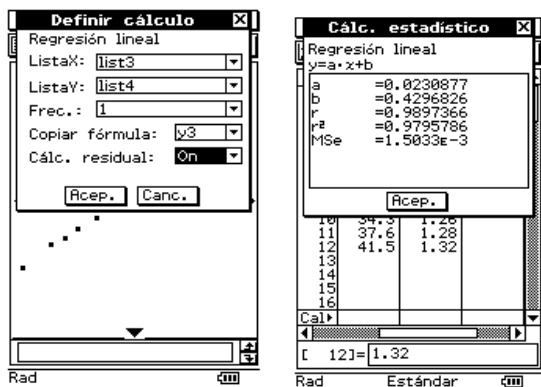 Definir cálculo
Regresión lineal
ListaX: list3
ListaY: list4
Frec.: 1
Copiar fórmula: y3
Cálc. residual: On
Acep. Canc.
Rad
Cálc. estadístico
Regresión lineal
y=a·x+b
a =0.0230877
b =0.4296826
r =0.9897366
r² =0.9795786
MSe =1.5033E-3
Acep.
10 34.3 1.26
11 37.6 1.28
12 41.5 1.32
13
14
15
16
Cal▸
[ 12]= 1.32
Rad Estándar